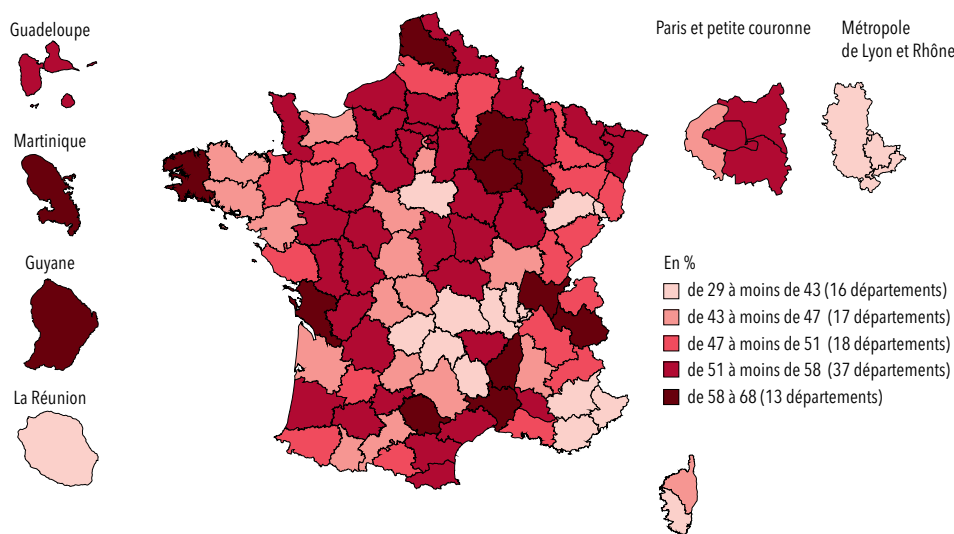 Guadeloupe
Martinique
Guyane
La Réunion
Paris et petite couronne
Métropole
de Lyon et Rhône
En %
de 29 à moins de 43 (16 départements)
de 43 à moins de 47 (17 départements)
de 47 à moins de 51 (18 départements)
de 51 à moins de 58 (37 départements)
de 58 à 68 (13 départements)